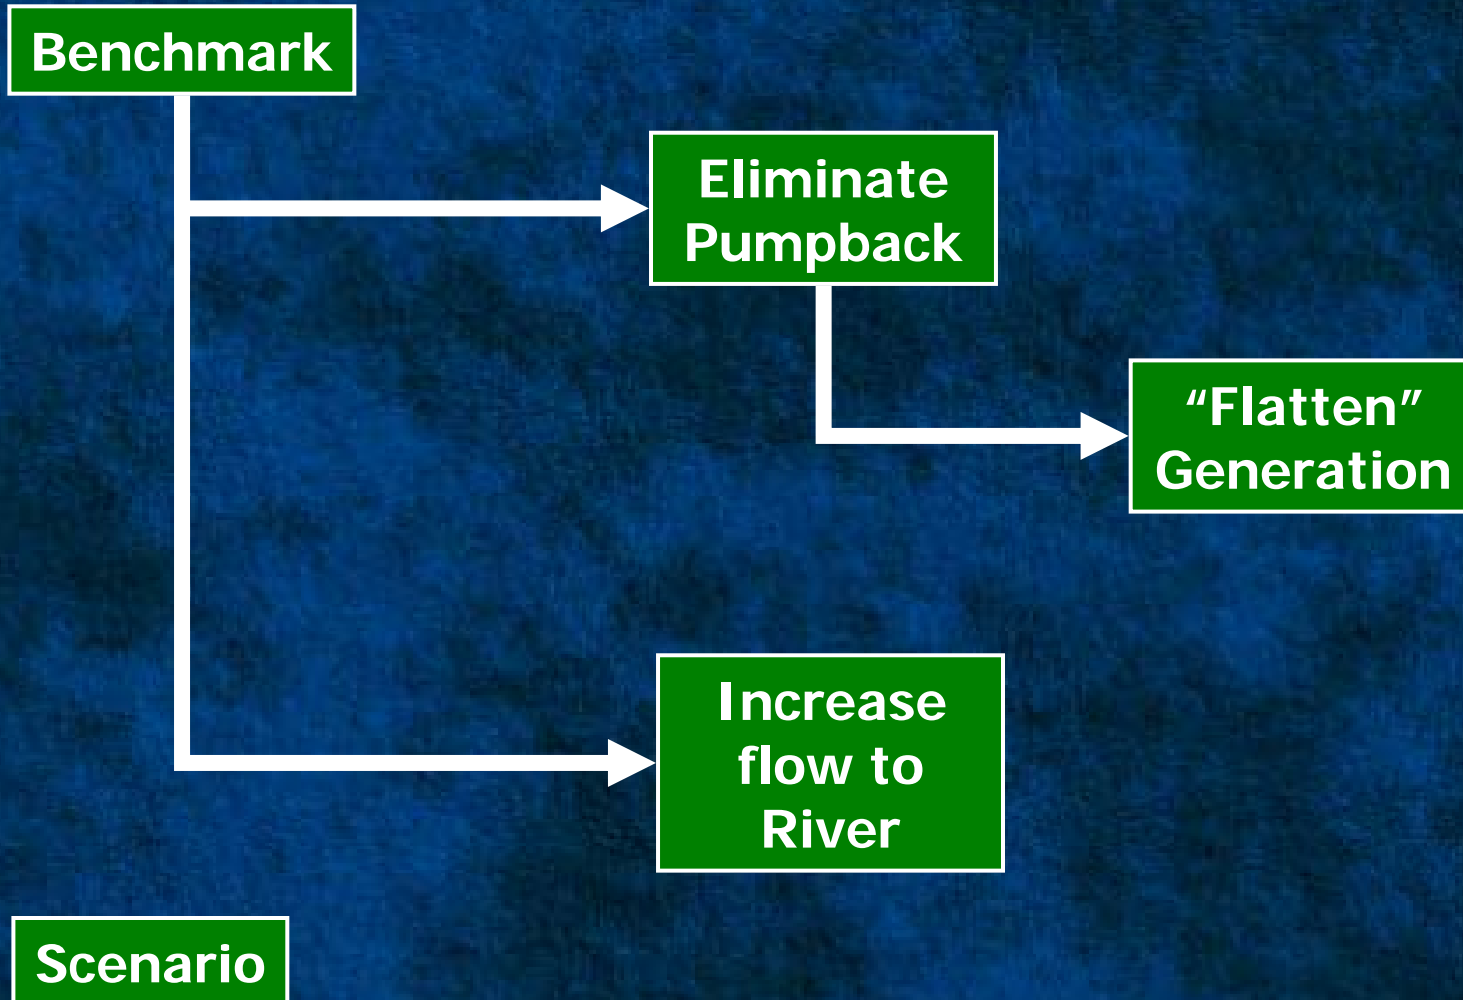 Benchmark
Eliminate
Pumpback
“Flatten”
Generation
Increase
flow to
River
Scenario